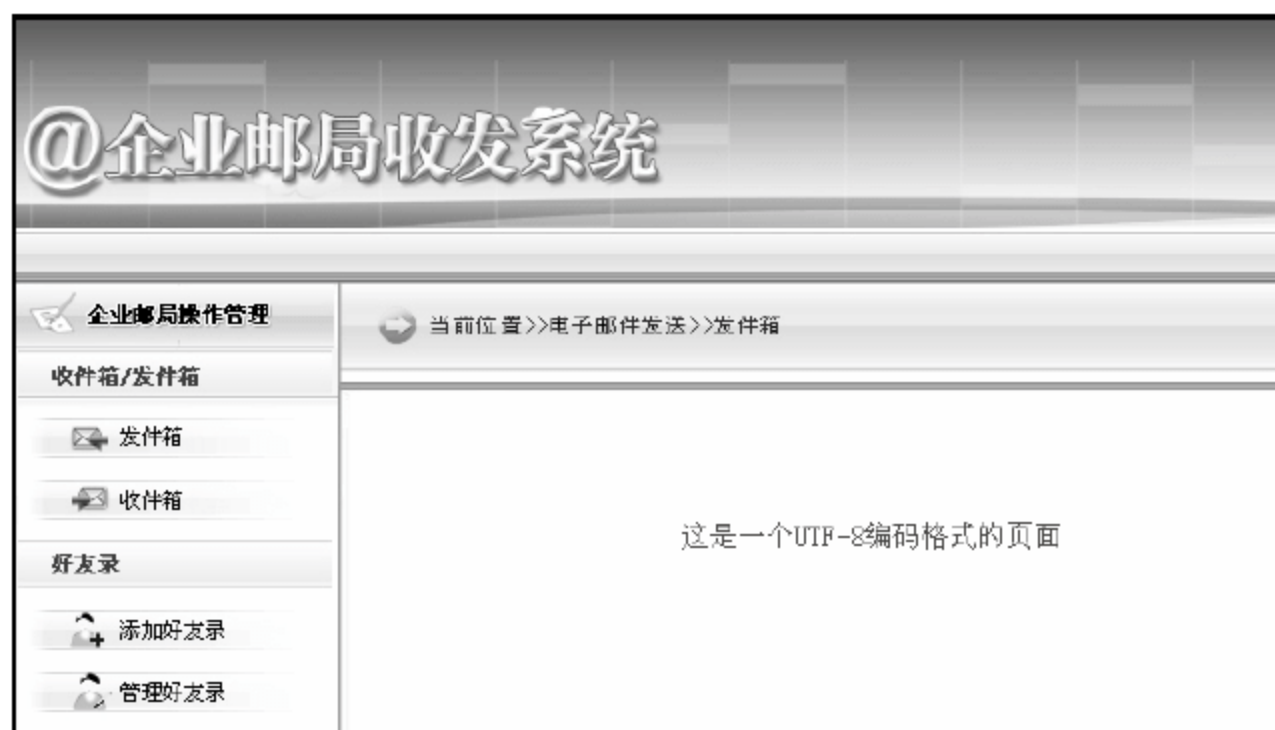 @企业邮局收发系统
企业邮局操作管理
当前位置>>电子邮件发送>>发件箱
收件箱/发件箱
发件箱
收件箱
这是一个UTF-8编码格式的页面
好友录
添加好友录
管理好友录